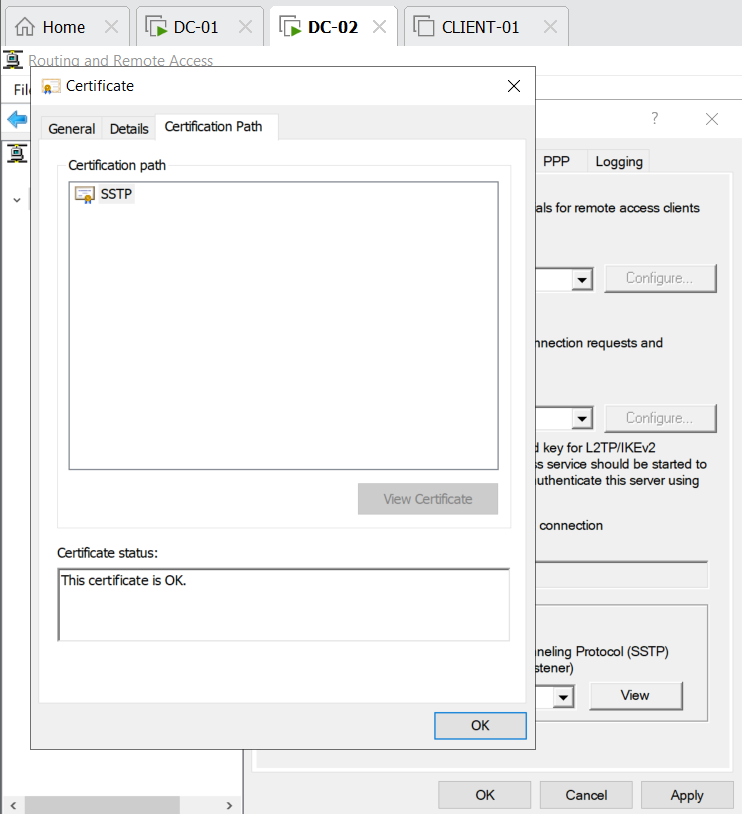 Home
DC-01
DC-02
CLIENT-01
Routing and Remote Access
Certificate
General
Details
Certification Path
Certification path
SSTP
View Certificate
Certificate status:
This certificate is OK.
OK
?
PPP
Logging
als for remote access clients
Configure...
nnection requests and
Configure...
d key for L2TP/IKEv2
ss service should be started to
authenticate this server using
connection
nneling Protocol (SSTP)
stener)
View
OK
Cancel
Apply